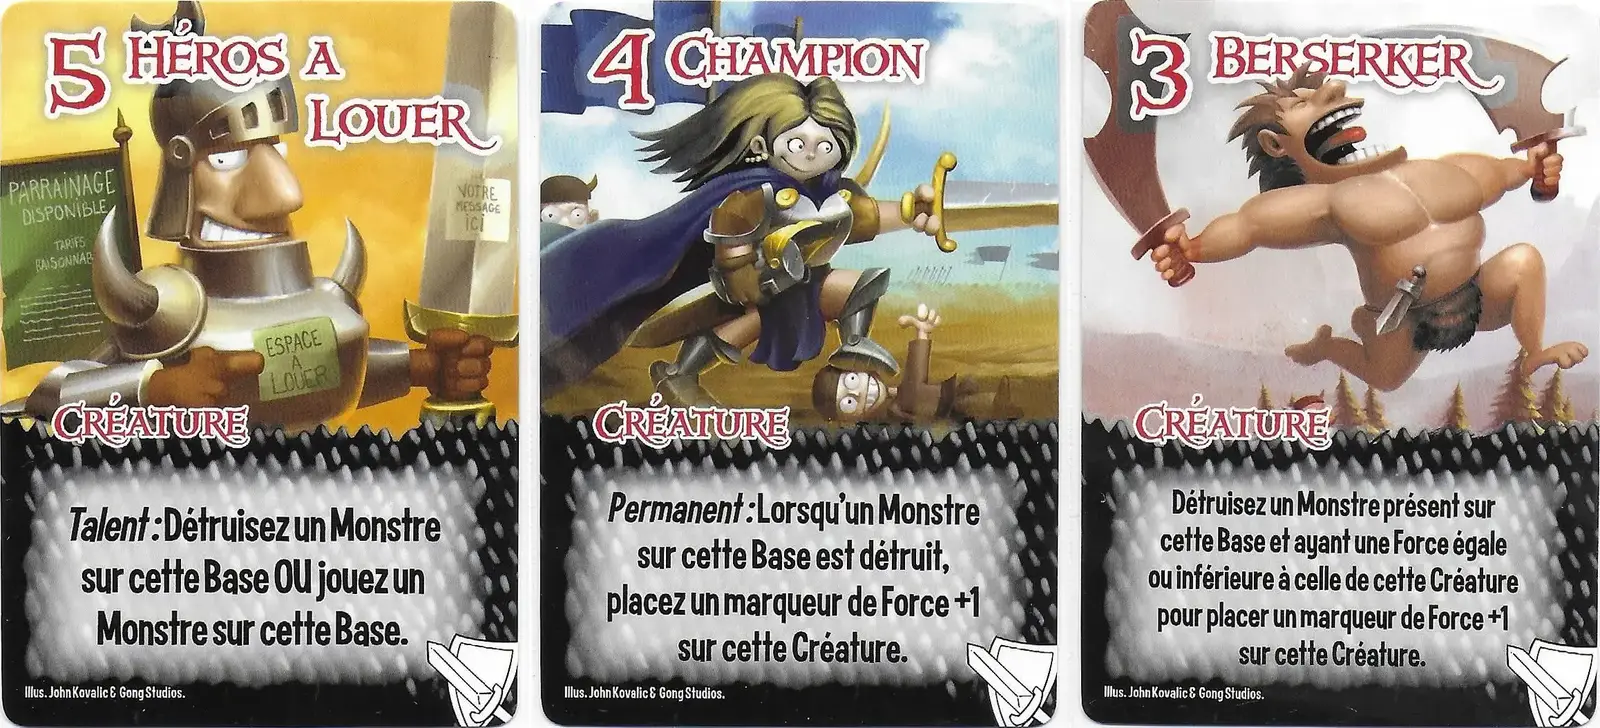 5 HÉROS A
LOUER
PARRAINAGE
DISPONIBLE
TARIFS
RAISONNAB
VOTRE
MESSAGE
ICI
ESPACE
A
LOUER
CRÉATURE
Talent : Détruisez un Monstre
sur cette Base OU jouez un
Monstre sur cette Base.
Illus. John Kovalic & Gong Studios.
4 CHAMPION
CRÉATURE
Permanent : Lorsqu'un Monstre
sur cette Base est détruit,
placez un marqueur de Force +1
sur cette Créature.
Illus. John Kovalic & Gong Studios.
3 BERSERKER
CRÉATURE
Détruisez un Monstre présent sur
cette Base et ayant une Force égale
ou inférieure à celle de cette Créature
pour placer un marqueur de Force +1
sur cette Créature.
Illus. John Kovalic & Gong Studios.